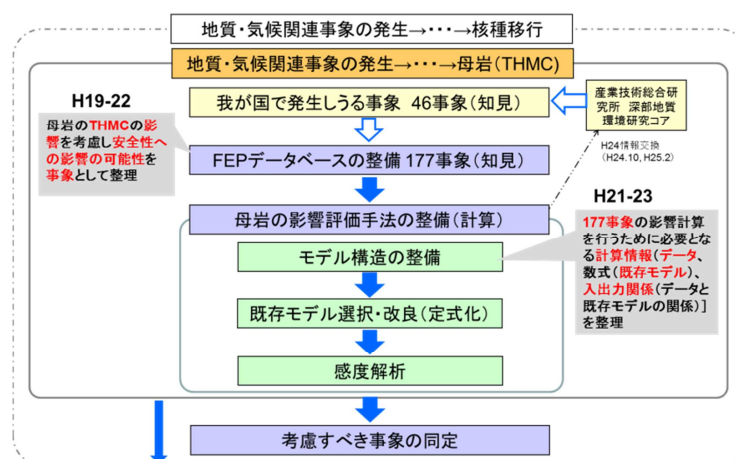 地質・気候関連事象の発生→・・・→核種移行
地質・気候関連事象の発生→・・・→母岩(THMC)
H19-22
母岩のTHMCの影
響を考慮し安全性へ
の影響の可能性を
事象として整理
我が国で発生しうる事象 46事象(知見)
産業技術総合研
究所 深部地質
環境研究コア
H24情報交換
(H24.10, H25.2)
FEPデータベースの整備 177事象(知見)
母岩の影響評価手法の整備(計算)
H21-23
177事象の影響計算
を行うために必要とな
る計算情報(データ、
数式(既存モデル)、
入出力関係(データと
既存モデルの関係)]
を整理
モデル構造の整備
既存モデル選択・改良(定式化)
感度解析
考慮すべき事象の同定